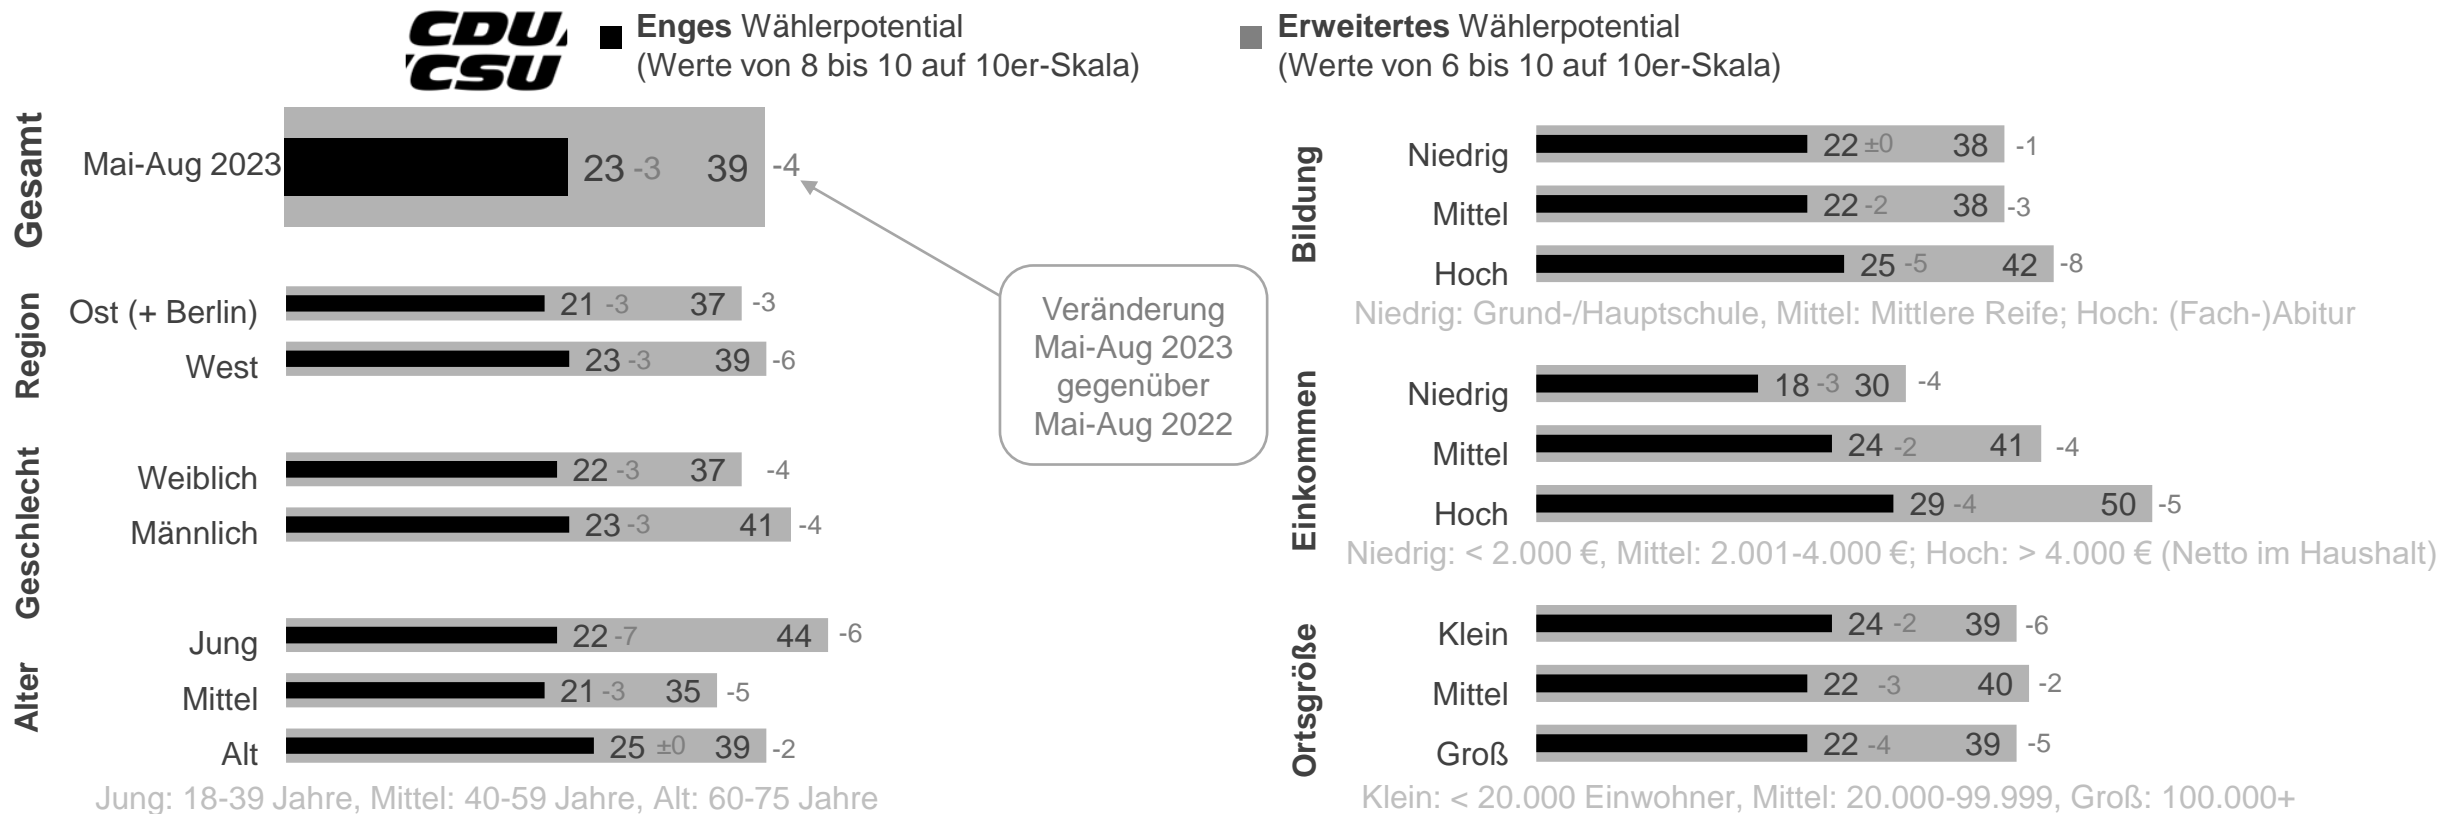 CDU
CSU
Enges Wählerpotential
(Werte von 8 bis 10 auf 10er-Skala)
Erweitertes Wählerpotential
(Werte von 6 bis 10 auf 10er-Skala)
Gesamt
Mai-Aug 2023 23 -3 39 -4
Veränderung
Mai-Aug 2023
gegenüber
Mai-Aug 2022
Region
Ost (+ Berlin) 21 -3 37 -3
West 23 -3 39 -6
Geschlecht
Weiblich 22 -3 37 -4
Männlich 23 -3 41 -4
Alter
Jung 22 -7 44 -6
Mittel 21 -3 35 -5
Alt 25 ±0 39 -2
Jung: 18-39 Jahre, Mittel: 40-59 Jahre, Alt: 60-75 Jahre
Bildung
Niedrig 22 ±0 38 -1
Mittel 22 -2 38 -3
Hoch 25 -5 42 -8
Niedrig: Grund-/Hauptschule, Mittel: Mittlere Reife; Hoch: (Fach-)Abitur
Einkommen
Niedrig 18 -3 30 -4
Mittel 24 -2 41 -4
Hoch 29 -4 50 -5
Niedrig: < 2.000 €, Mittel: 2.001-4.000 €; Hoch: > 4.000 € (Netto im Haushalt)
Ortsgröße
Klein 24 -2 39 -6
Mittel 22 -3 40 -2
Groß 22 -4 39 -5
Klein: < 20.000 Einwohner, Mittel: 20.000-99.999, Groß: 100.000+